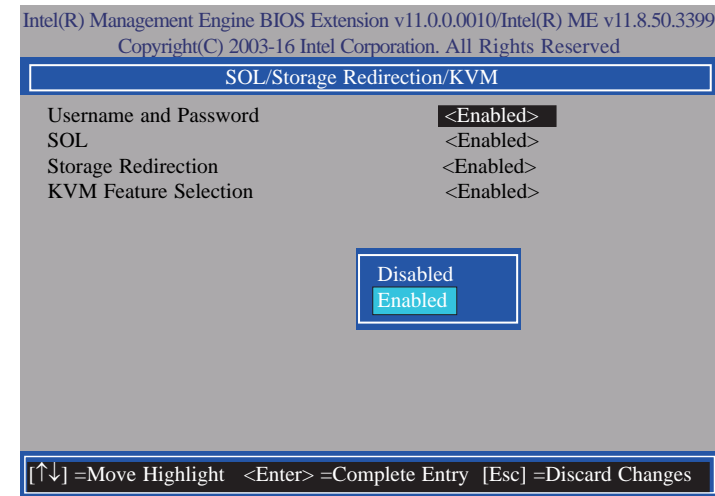 Intel(R) Management Engine BIOS Extension v11.0.0.0010/Intel(R) ME v11.8.50.3399
Copyright(C) 2003-16 Intel Corporation. All Rights Reserved
SOL/Storage Redirection/KVM
Username and Password <Enabled>
SOL <Enabled>
Storage Redirection <Enabled>
KVM Feature Selection <Enabled>
Disabled
Enabled
[↑↓] =Move Highlight <Enter> =Complete Entry [Esc] =Discard Changes